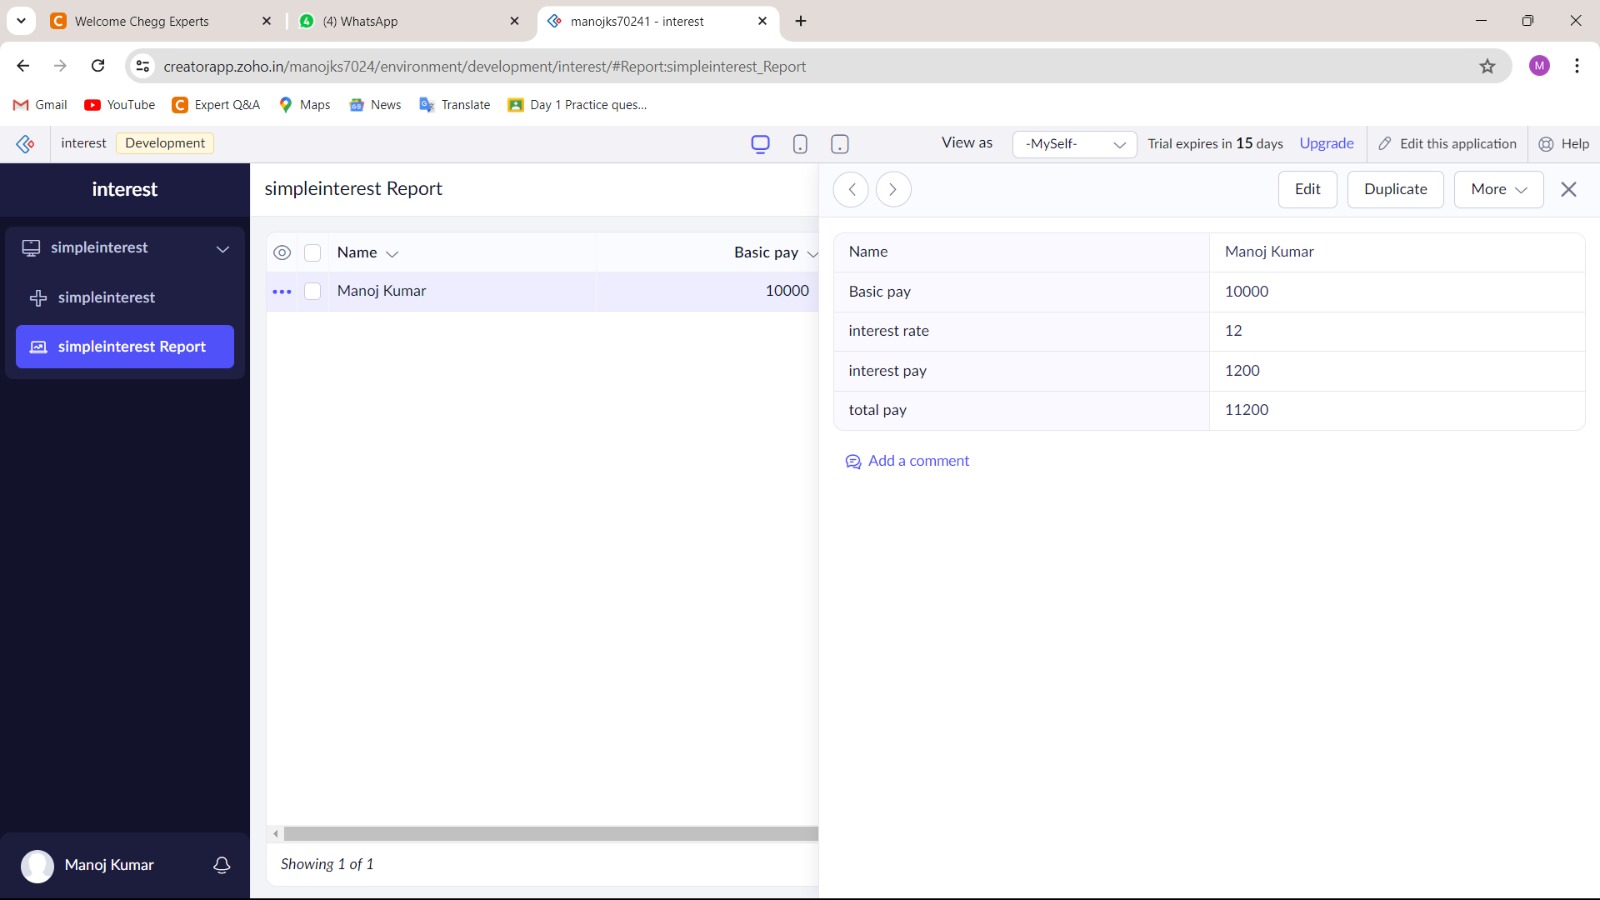 Welcome Chegg Experts
(4) WhatsApp
manojks70241 - interest
creatorapp.zoho.in/manojks7024/environment/development/interest/#Report:simpleinterest_Report
M
Gmail
YouTube
Expert Q&A
Maps
News
Translate
Day 1 Practice ques...
interest
Development
View as
-MySelf-
Trial expires in 15 days
Upgrade
Edit this application
Help
interest
simpleinterest
simpleinterest
simpleinterest Report
Manoj Kumar
simpleinterest Report
Name
Basic pay
Manoj Kumar
10000
Showing 1 of 1
Edit
Duplicate
More
Name
Manoj Kumar
Basic pay
10000
interest rate
12
interest pay
1200
total pay
11200
Add a comment